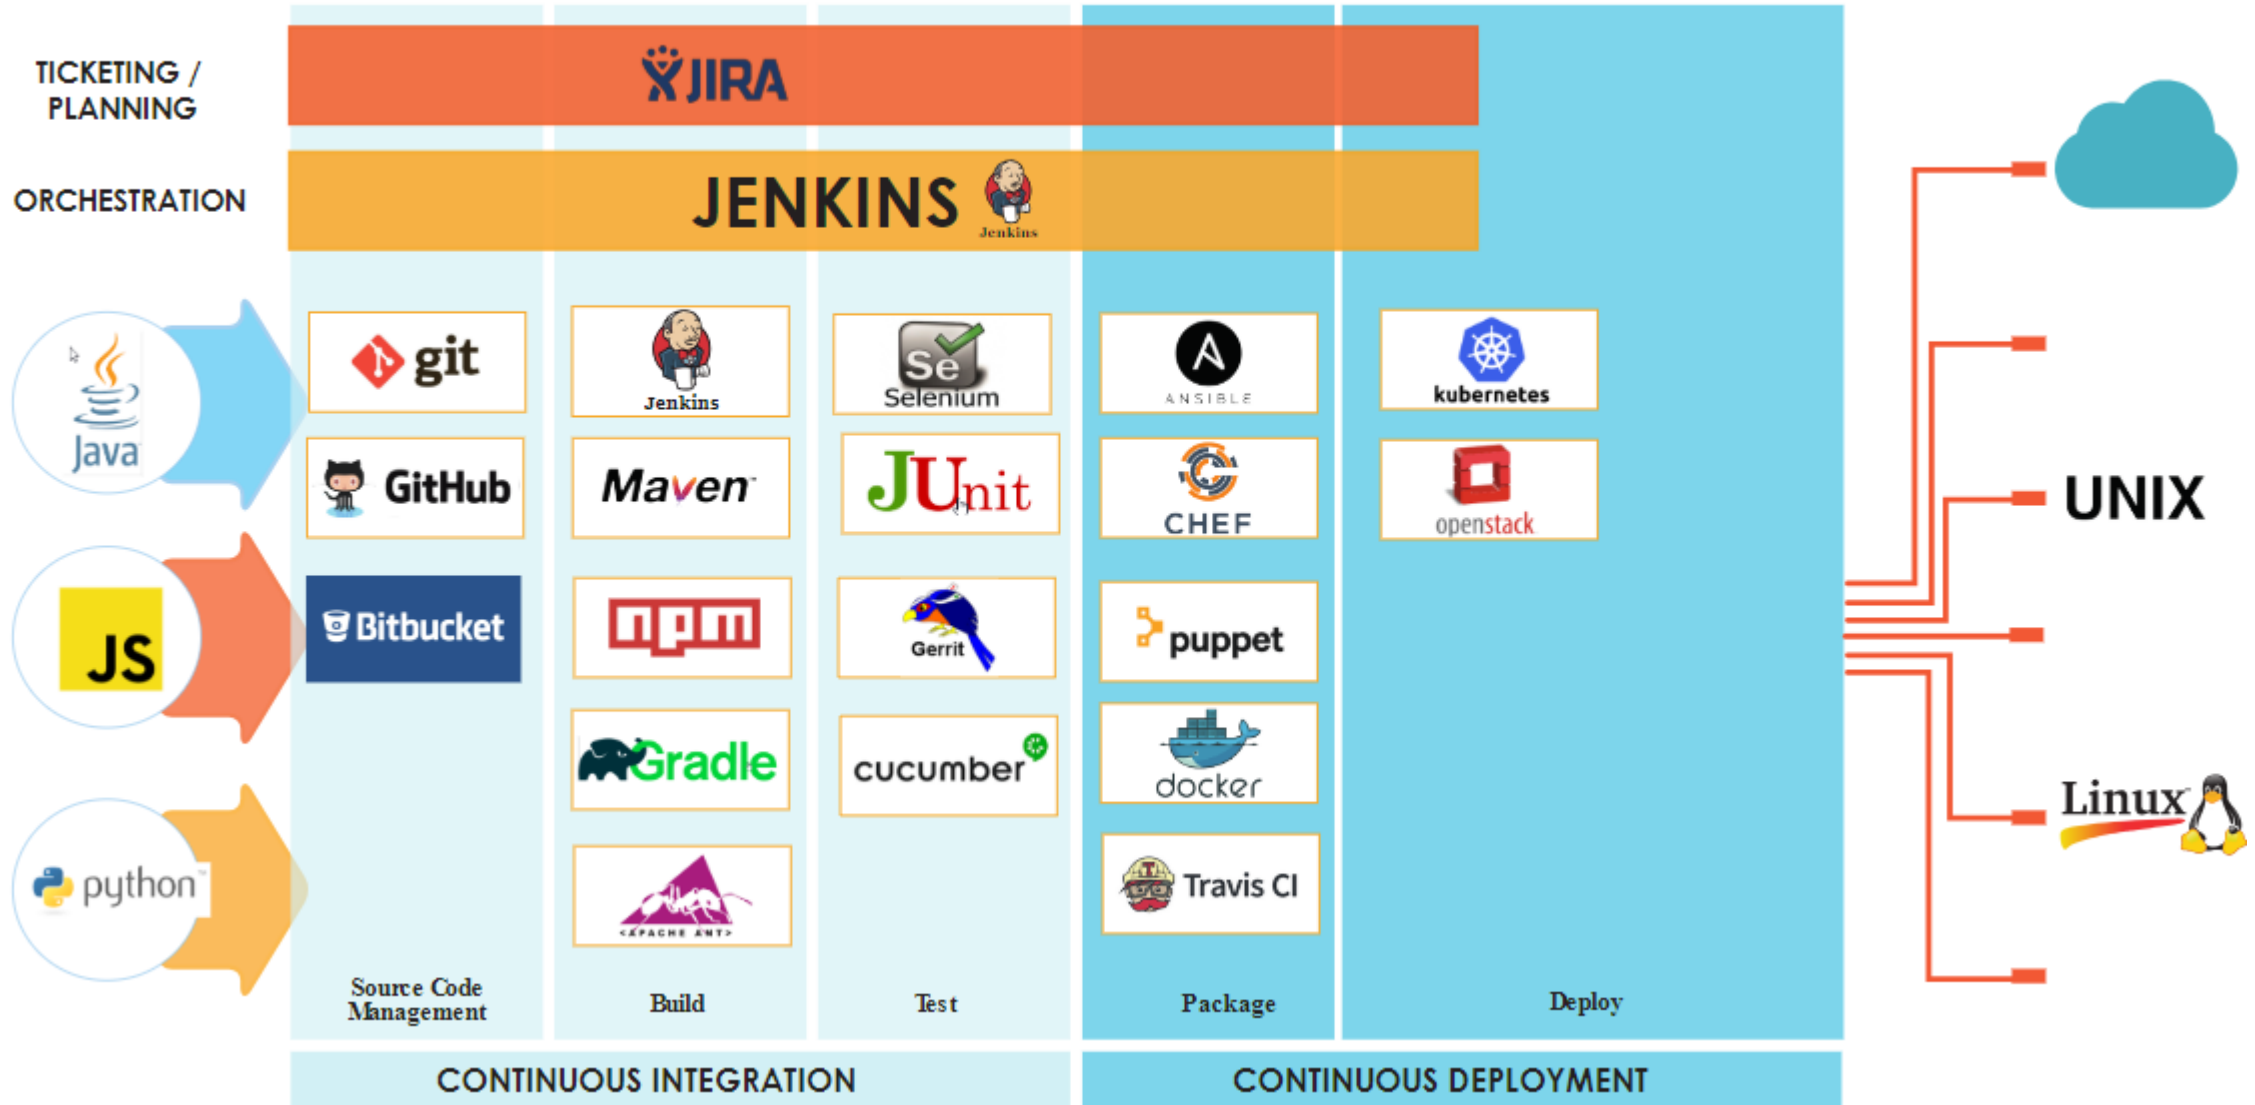 TICKETING /
PLANNING
JIRA
ORCHESTRATION
JENKINS
Jenkins
Java
JS
python™
git
GitHub
Bitbucket
Source Code
Management
Jenkins
Maven™
npm
Gradle
<APACHE ANT>
Build
Se
Selenium
JUnit
Gerrit
cucumber
Test
A
ANSIBLE
CHEF
puppet
docker
T
Travis CI
Package
kubernetes
openstack
Deploy
UNIX
Linux
CONTINUOUS INTEGRATION
CONTINUOUS DEPLOYMENT